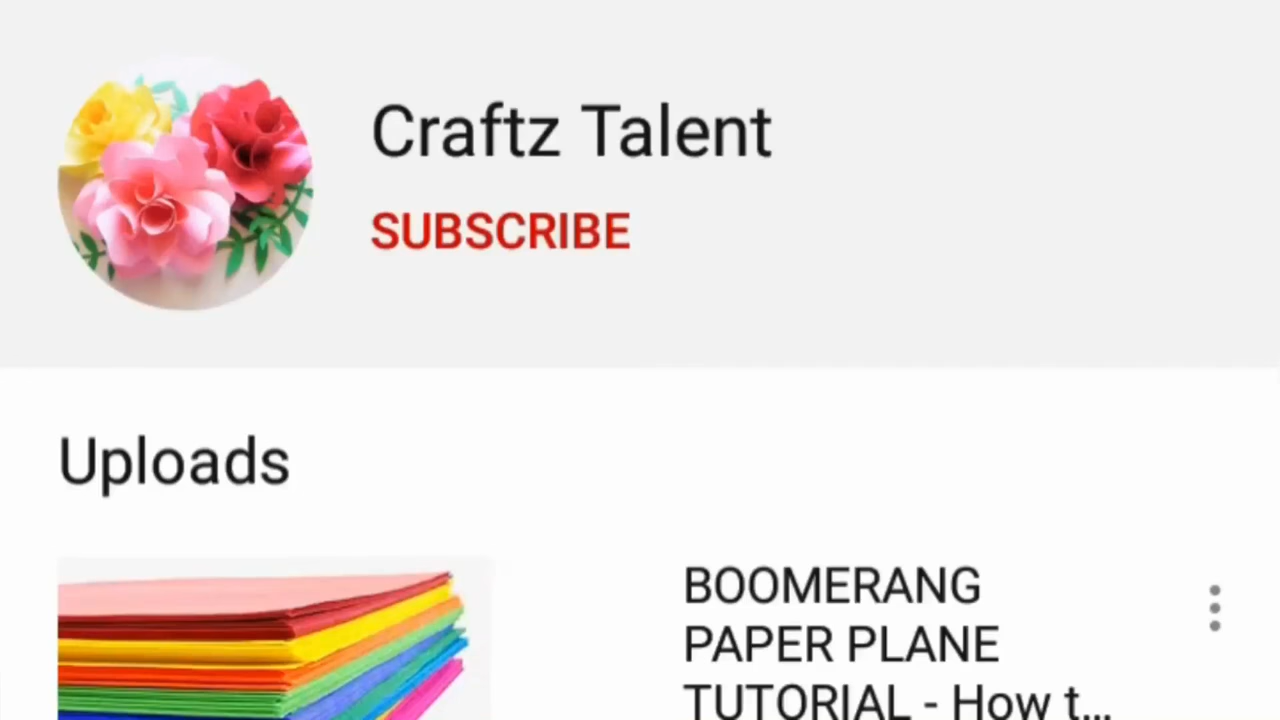 Craftz Talent
SUBSCRIBE
Uploads
BOOMERANG
PAPER PLANE
TUTORIAL - How t...